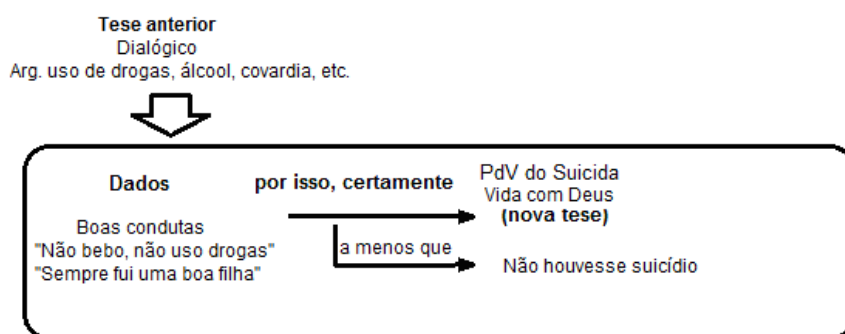 Tese anterior
Dialógico
Arg. uso de drogas, álcool, covardia, etc.
Dados
por isso, certamente
PdV do Suicida
Vida com Deus
(nova tese)
Boas condutas
"Não bebo, não uso drogas"
"Sempre fui uma boa filha"
a menos que
Não houvesse suicídio